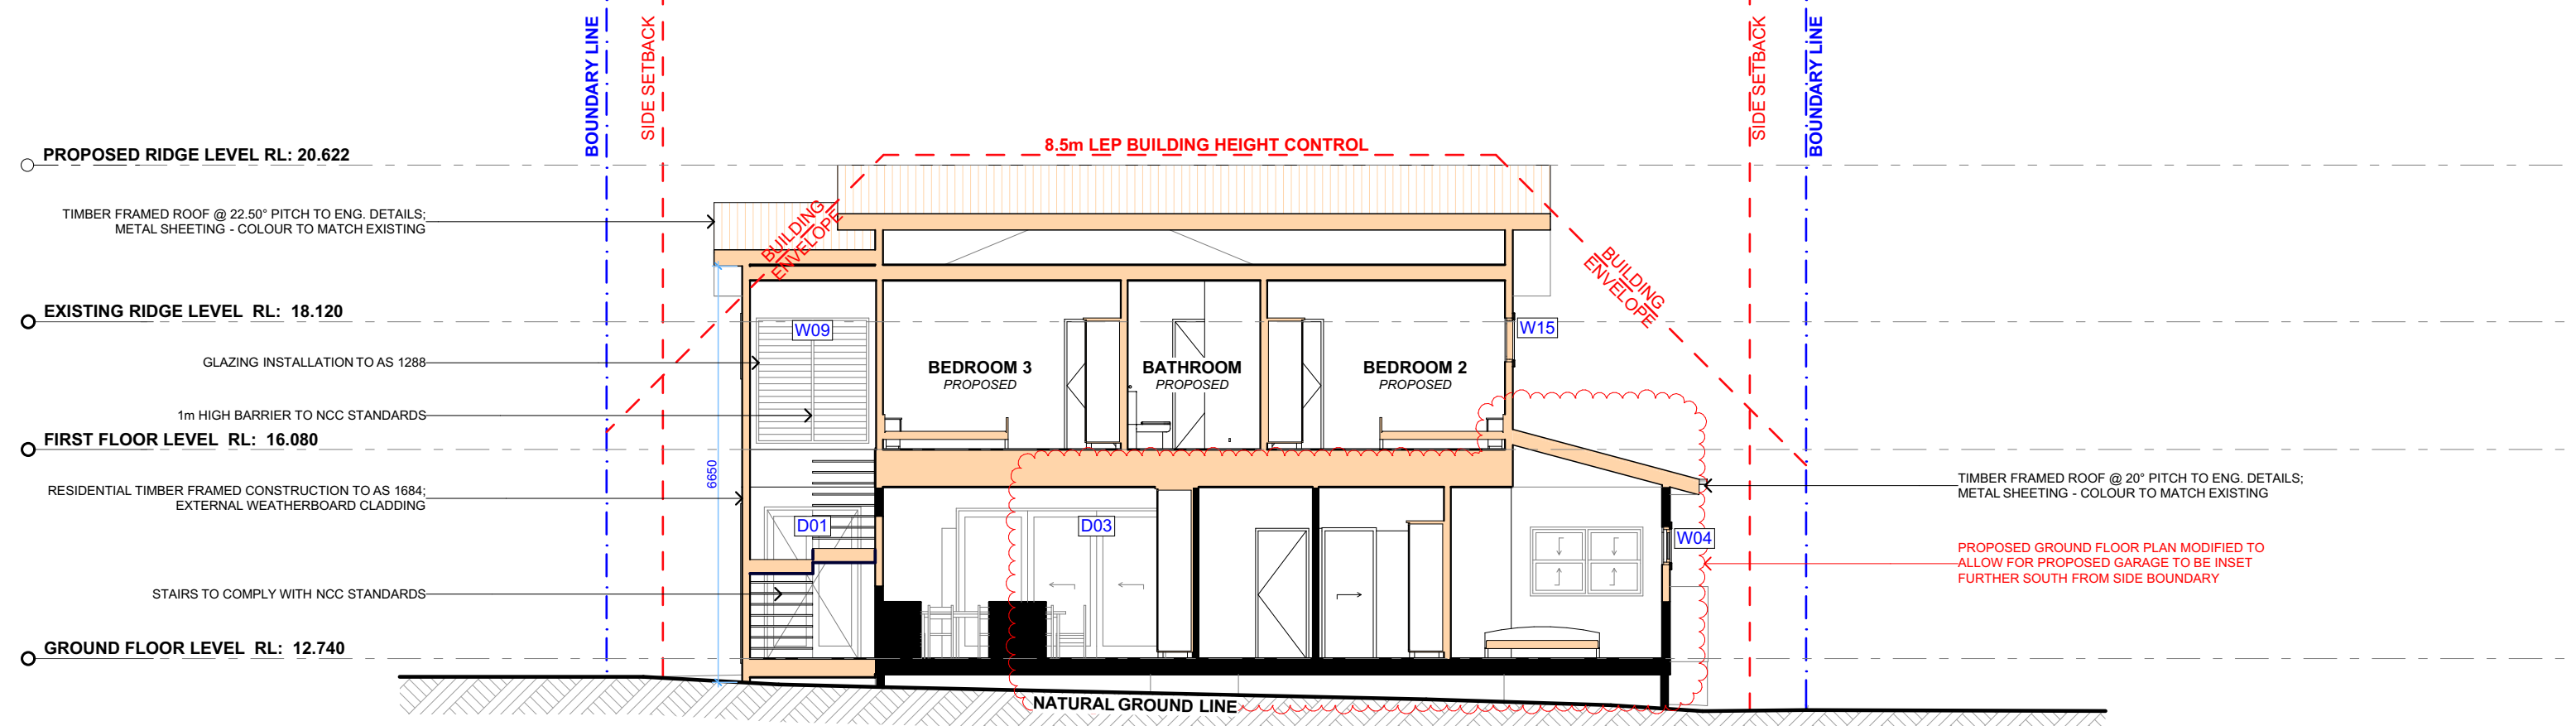 BOUNDARY LINE
SIDE SETBACK
SIDE SETBACK
BOUNDARY LINE
8.5m LEP BUILDING HEIGHT CONTROL
PROPOSED RIDGE LEVEL RL: 20.622
TIMBER FRAMED ROOF @ 22.50° PITCH TO ENG. DETAILS;
METAL SHEETING - COLOUR TO MATCH EXISTING
BUILDING
ENVELOPE
BUILDING
ENVELOPE
EXISTING RIDGE LEVEL RL: 18.120
W09
W15
GLAZING INSTALLATION TO AS 1288
BEDROOM 3
PROPOSED
BATHROOM
PROPOSED
BEDROOM 2
PROPOSED
1m HIGH BARRIER TO NCC STANDARDS
FIRST FLOOR LEVEL RL: 16.080
6650
RESIDENTIAL TIMBER FRAMED CONSTRUCTION TO AS 1684;
EXTERNAL WEATHERBOARD CLADDING
TIMBER FRAMED ROOF @ 20° PITCH TO ENG. DETAILS;
METAL SHEETING - COLOUR TO MATCH EXISTING
D01
D03
W04
PROPOSED GROUND FLOOR PLAN MODIFIED TO
ALLOW FOR PROPOSED GARAGE TO BE INSET
FURTHER SOUTH FROM SIDE BOUNDARY
STAIRS TO COMPLY WITH NCC STANDARDS
GROUND FLOOR LEVEL RL: 12.740
NATURAL GROUND LINE